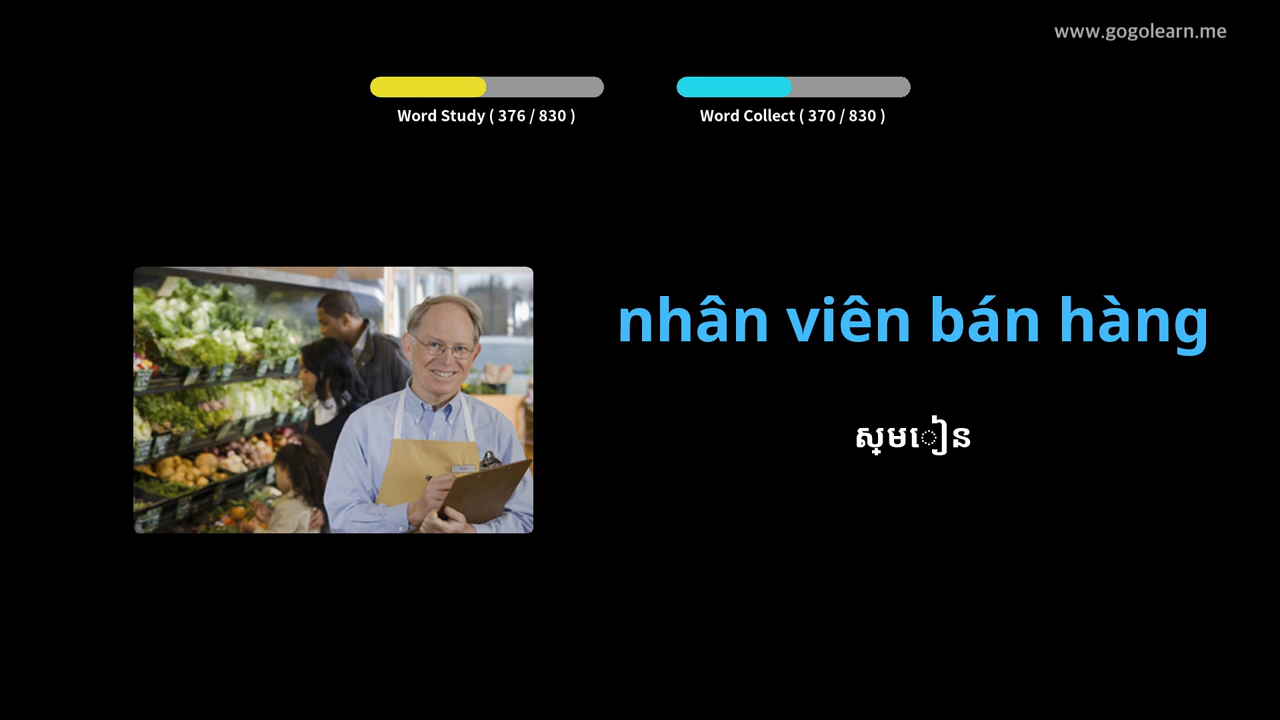 www.gogolearn.me
Word Study ( 376 / 830 )
Word Collect ( 370 / 830 )
nhân viên bán hàng
ស្មៀន